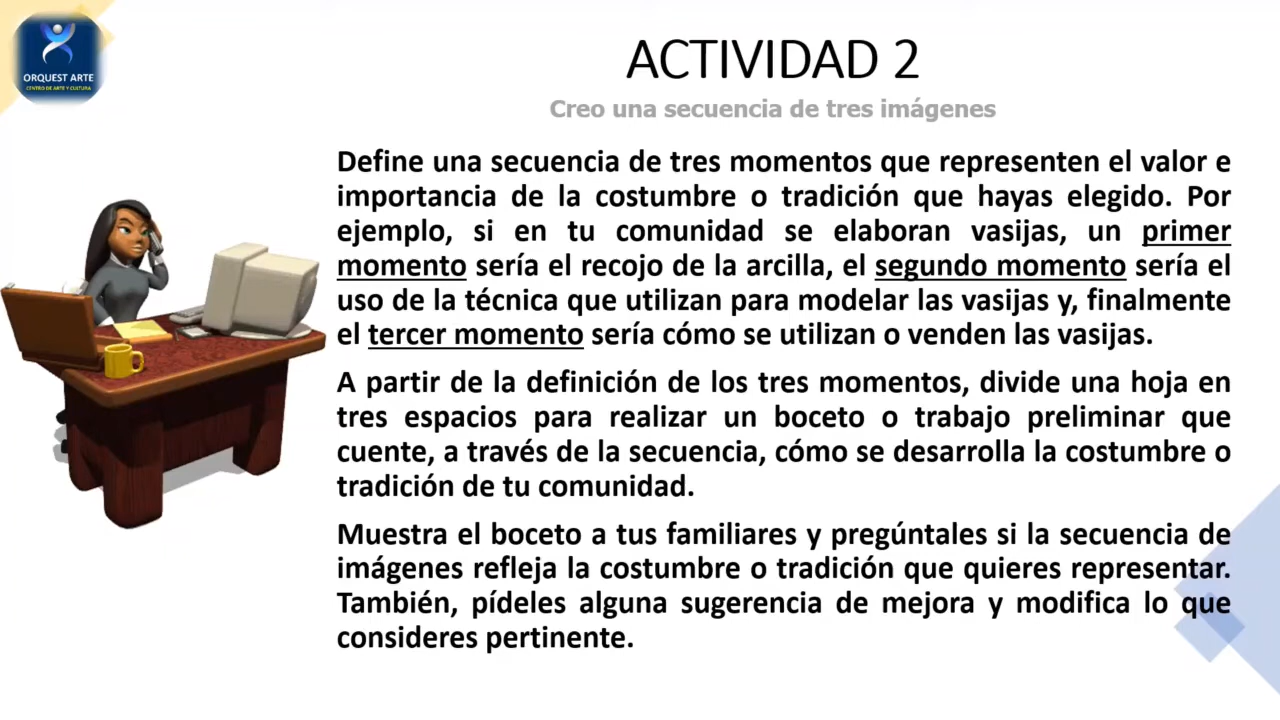 ORQUEST ARTE
CENTRO DE ARTE Y CULTURA
ACTIVIDAD 2
Creo una secuencia de tres imágenes
Define una secuencia de tres momentos que representen el valor e
importancia de la costumbre o tradición que hayas elegido. Por
ejemplo, si en tu comunidad se elaboran vasijas, un primer
momento sería el recojo de la arcilla, el segundo momento sería el
uso de la técnica que utilizan para modelar las vasijas y, finalmente
el tercer momento sería cómo se utilizan o venden las vasijas.
A partir de la definición de los tres momentos, divide una hoja en
tres espacios para realizar un boceto o trabajo preliminar que
cuente, a través de la secuencia, cómo se desarrolla la costumbre o
tradición de tu comunidad.
Muestra el boceto a tus familiares y pregúntales si la secuencia de
imágenes refleja la costumbre o tradición que quieres representar.
También, pídeles alguna sugerencia de mejora y modifica lo que
consideres pertinente.